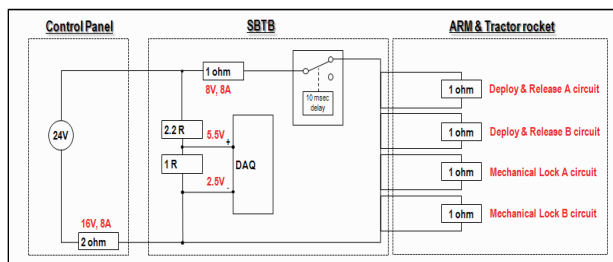 Control Panel
SBTB
ARM & Tractor rocket
1 ohm
8V, 8A
10 msec
delay
1 ohm
Deploy & Release A circuit
24V
2.2 R
5.5V
+
DAQ
1 ohm
Deploy & Release B circuit
1 R
2.5V
-
1 ohm
Mechanical Lock A circuit
16V, 8A
2 ohm
1 ohm
Mechanical Lock B circuit